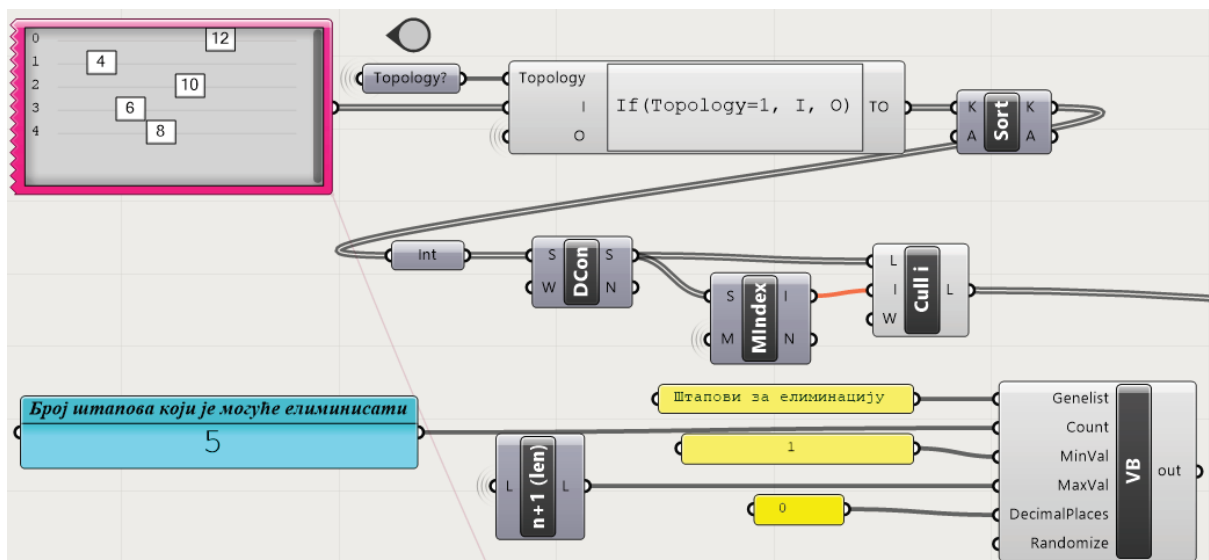 0 12
1 4
2 10
3 6
4 8
Topology?
Topology
I
O
If(Topology=1, I, O)
TO
K
A
Sort
K
A
Int
S
W
DCon
S
N
S
M
MIndex
I
N
L
I
W
Cull i
L
Број штапова који је могуће елиминисати
5
L
n+1 (len)
L
Штапови за елиминацију
1
0
Genelist
Count
MinVal
MaxVal
DecimalPlaces
Randomize
VB
out